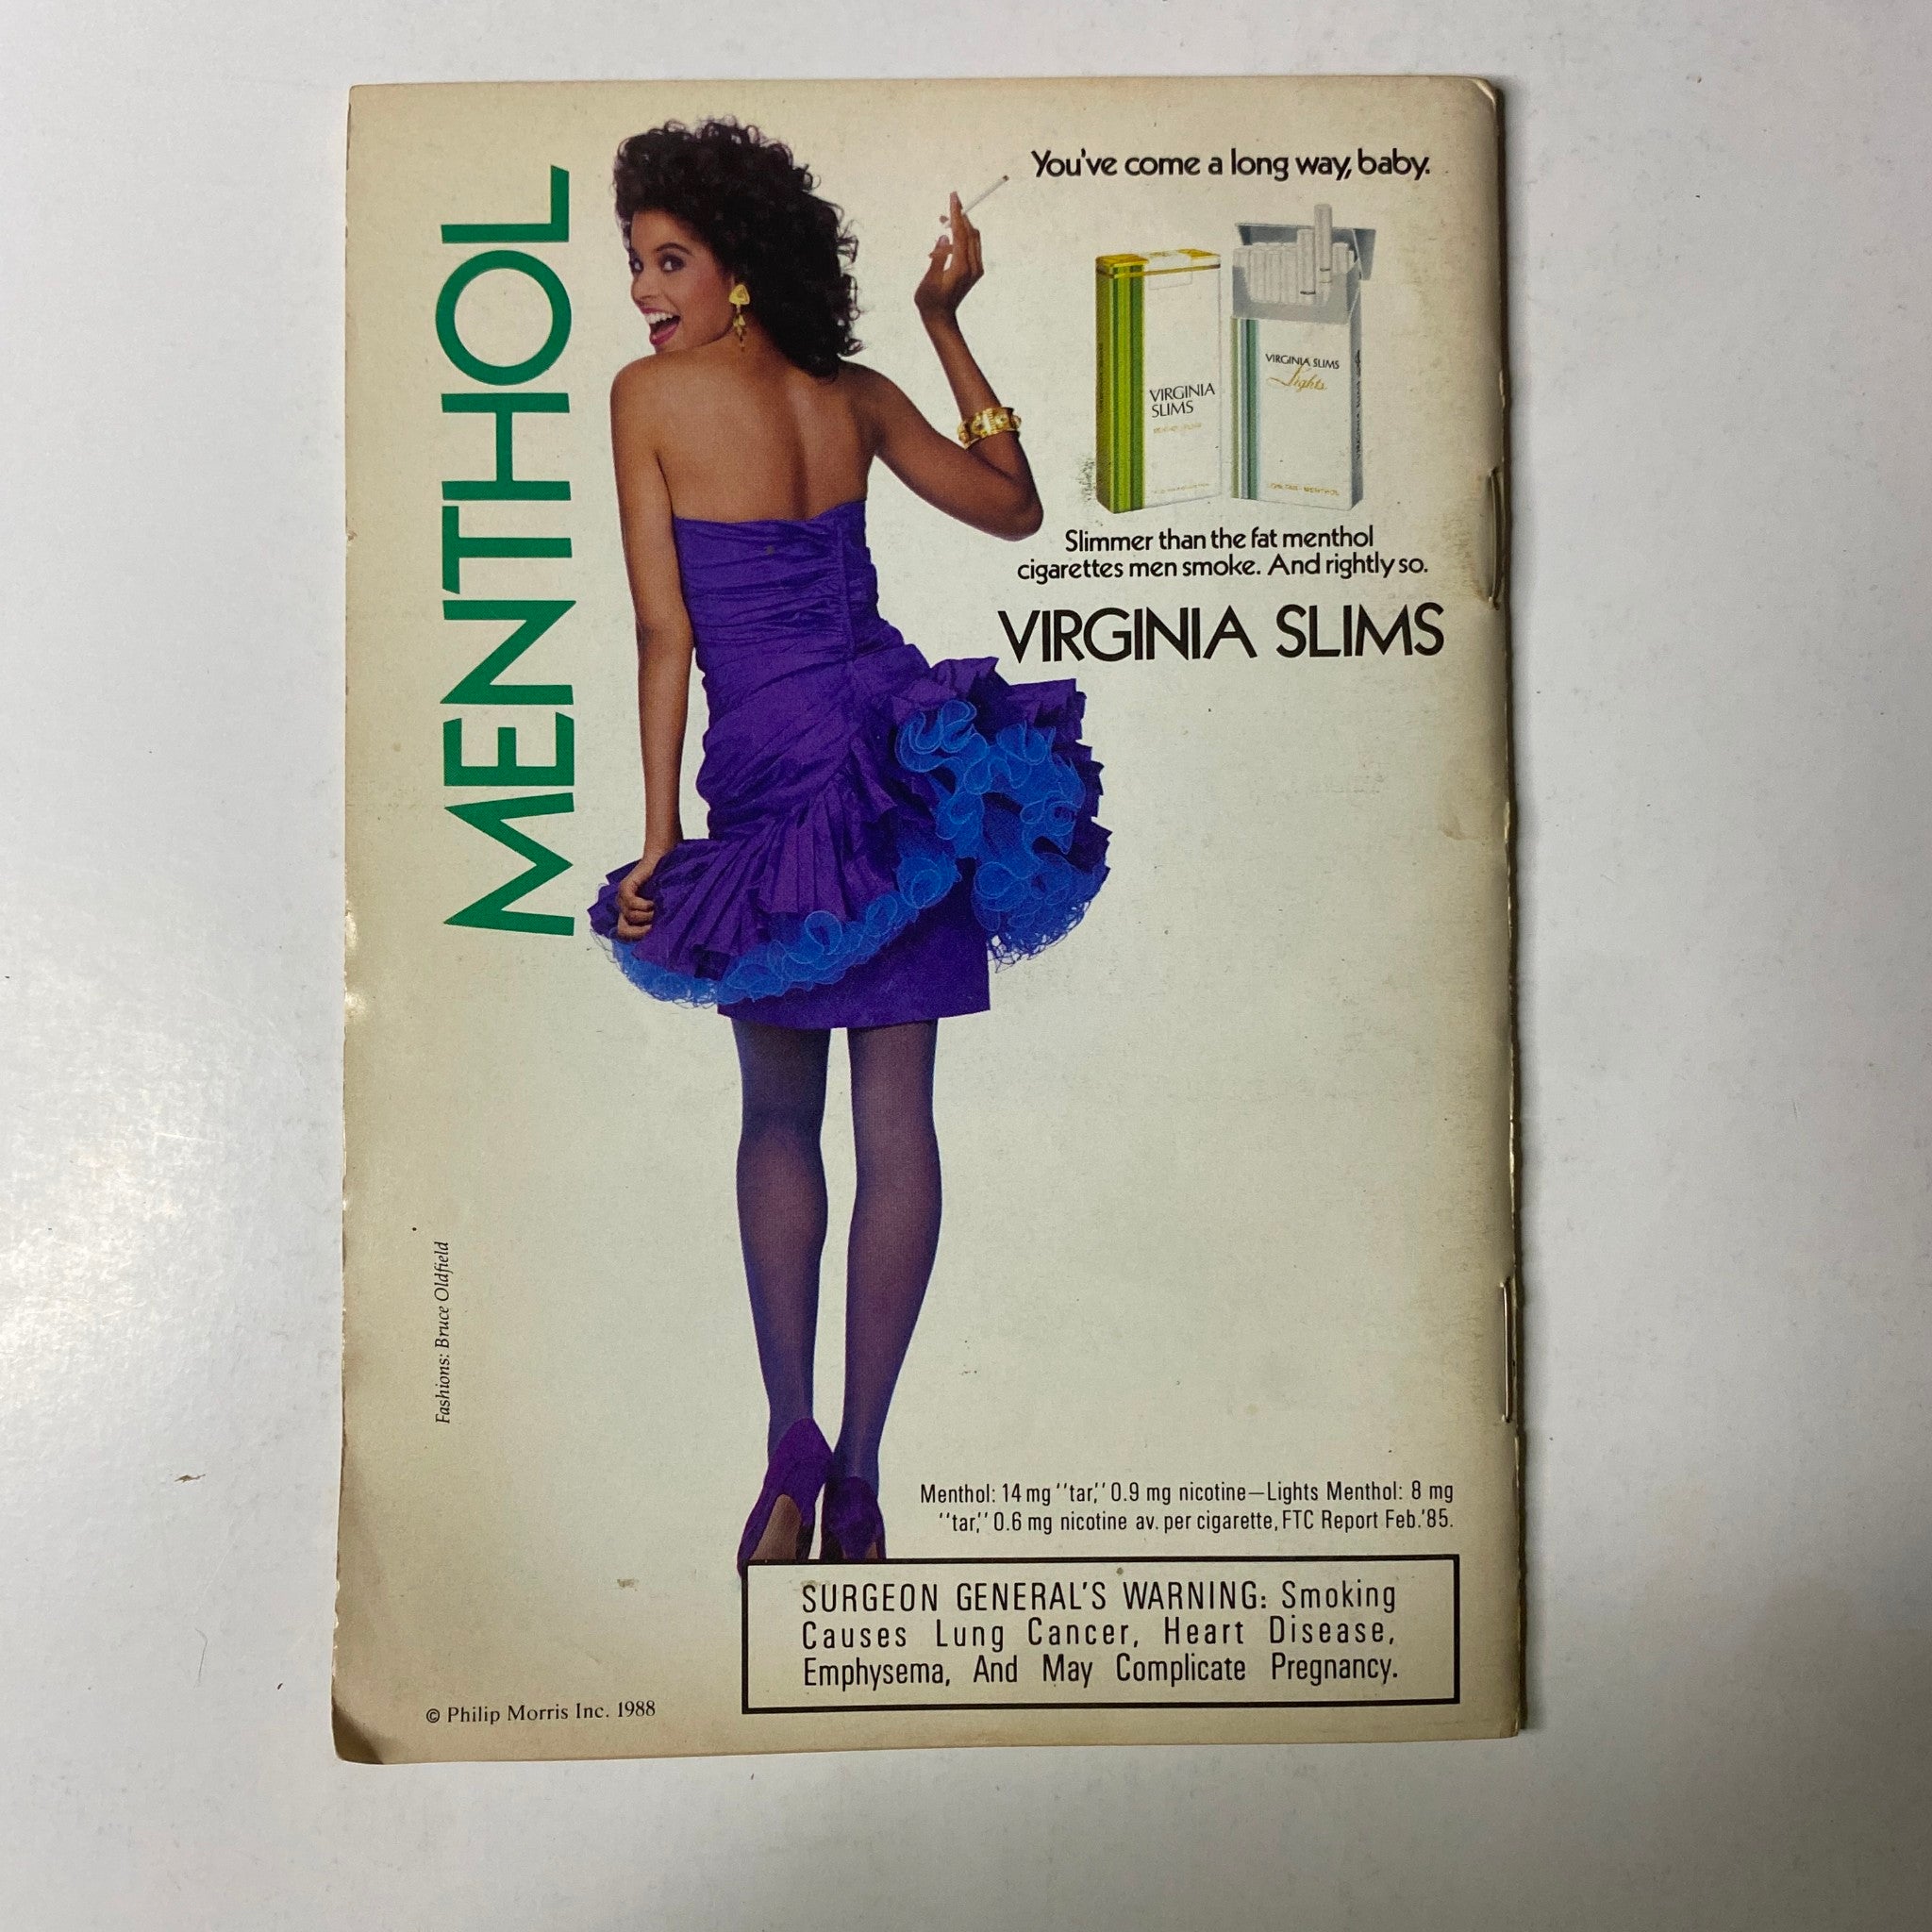 MENTHOL
You've come a long way, baby.
VIRGINIA
SLIMS
VIRGINIA SLIMS
Lights
LOW TAR - MENTHOL
Slimmer than the fat menthol
cigarettes men smoke. And rightly so.
VIRGINIA SLIMS
Fashions: Bruce Oldfield
Menthol: 14 mg "tar," 0.9 mg nicotine—Lights Menthol: 8 mg
"tar," 0.6 mg nicotine av. per cigarette, FTC Report Feb.'85.
SURGEON GENERAL'S WARNING: Smoking
Causes Lung Cancer, Heart Disease,
Emphysema, And May Complicate Pregnancy.
© Philip Morris Inc. 1988